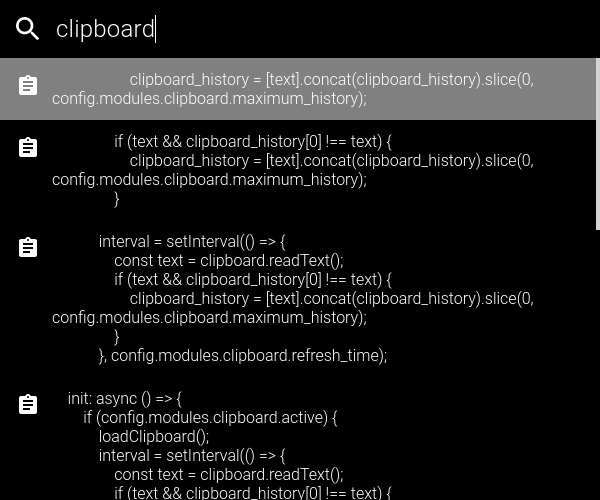 clipboard
clipboard_history = [text].concat(clipboard_history).slice(0,
config.modules.clipboard.maximum_history);
if (text && clipboard_history[0] !== text) {
clipboard_history = [text].concat(clipboard_history).slice(0,
config.modules.clipboard.maximum_history);
}
interval = setInterval(() => {
const text = clipboard.readText();
if (text && clipboard_history[0] !== text) {
clipboard_history = [text].concat(clipboard_history).slice(0,
config.modules.clipboard.maximum_history);
}
}, config.modules.clipboard.refresh_time);
init: async () => {
if (config.modules.clipboard.active) {
loadClipboard();
interval = setInterval(() => {
const text = clipboard.readText();
if (text && clipboard_history[0] !== text) {